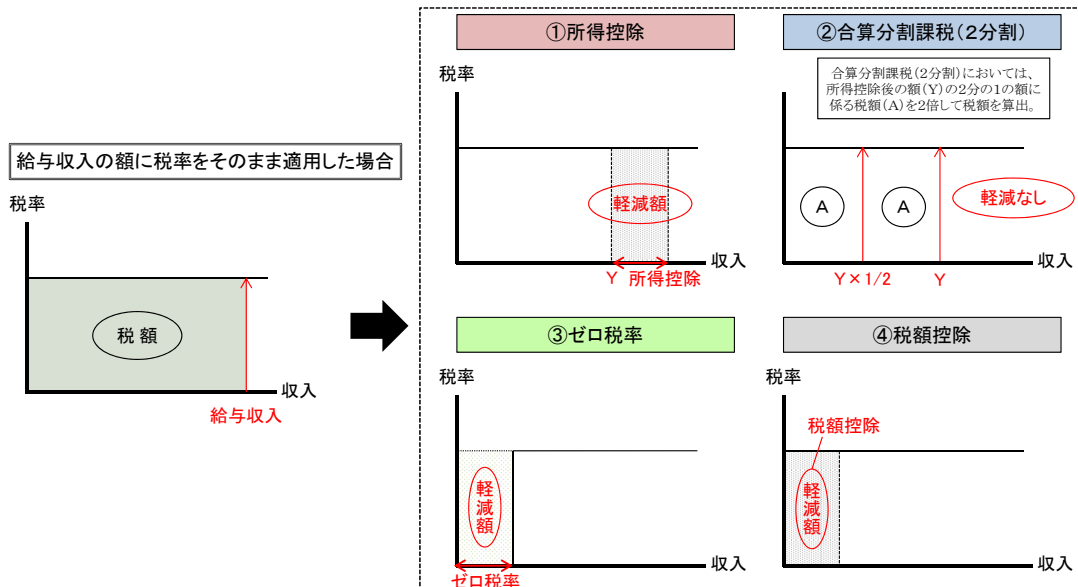 給与収入の額に税率をそのまま適用した場合
税率
税額
収入
給与収入
①所得控除
税率
軽減額
収入
Y 所得控除
②合算分割課税(2分割)
合算分割課税(2分割)においては、
所得控除後の額(Y)の2分の1の額に
係る税額(A)を2倍して税額を算出。
A
A
軽減なし
収入
Y×1/2
Y
③ゼロ税率
税率
軽減額
収入
ゼロ税率
④税額控除
税率
税額控除
軽減額
収入